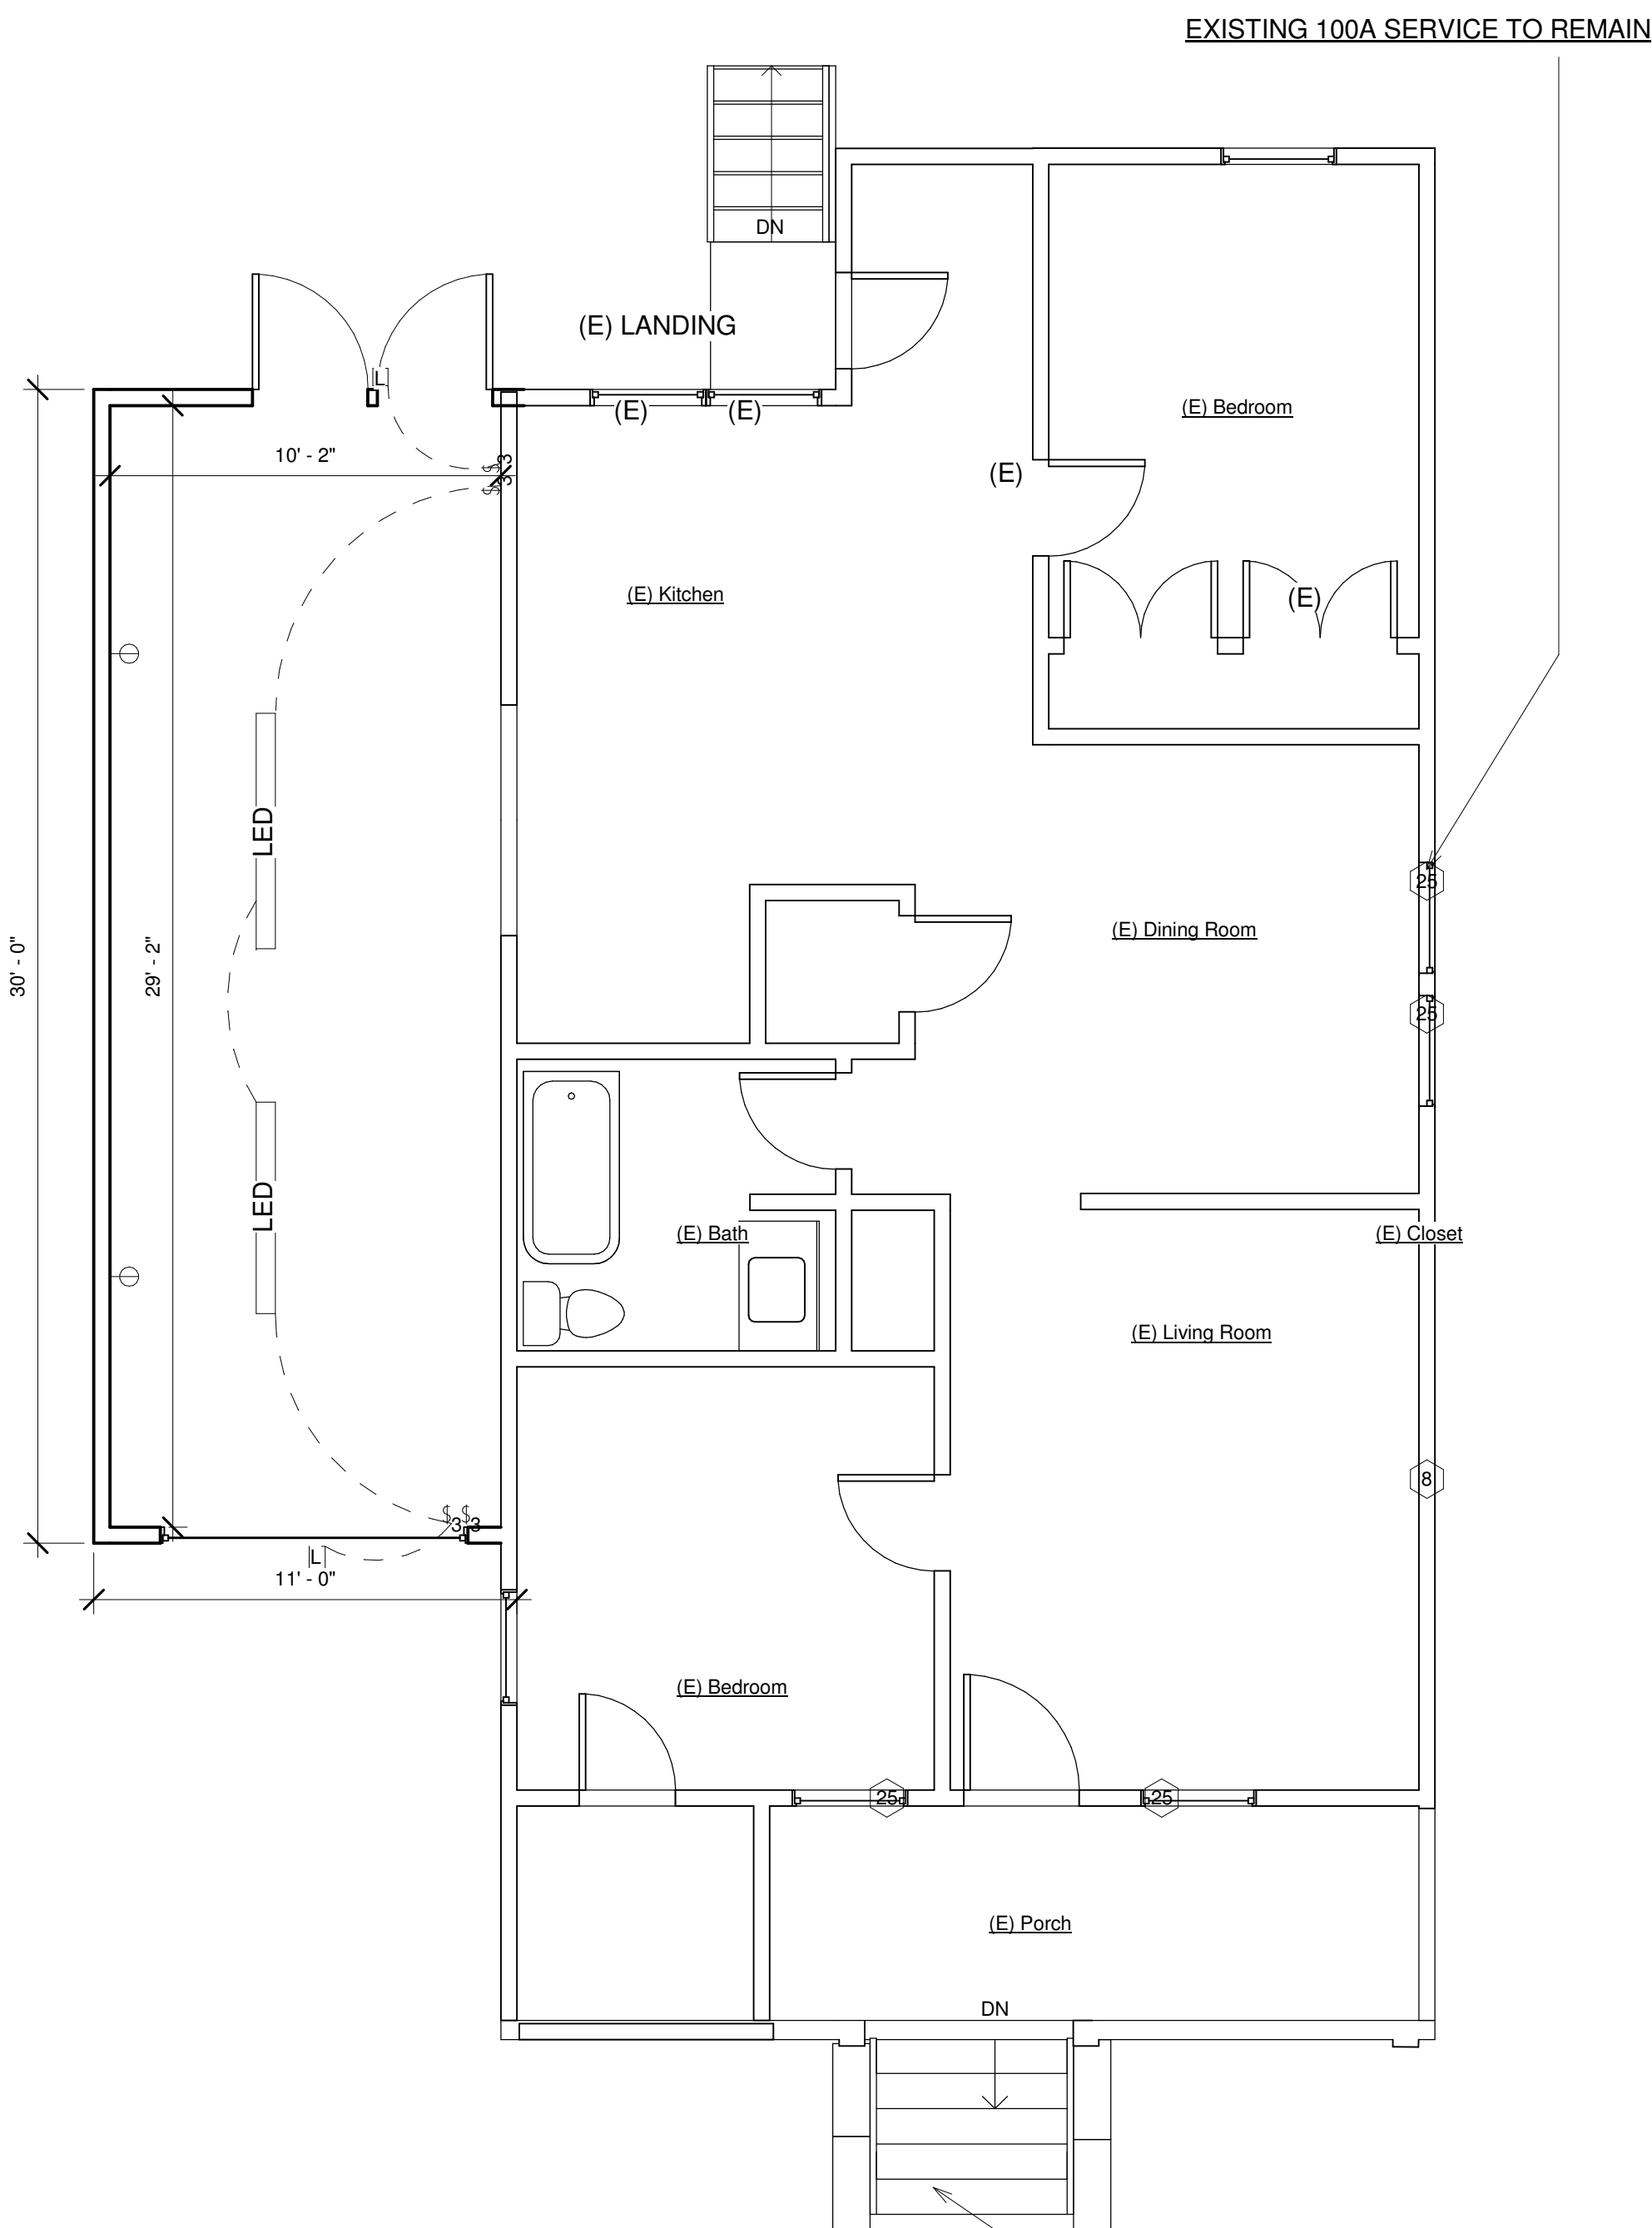 EXISTING 100A SERVICE TO REMAIN
DN
(E) LANDING
L
(E)
(E)
(E) Bedroom
10' - 2"
$3
$3
(E)
(E) Kitchen
(E)
LED
25
(E) Dining Room
30' - 0"
29' - 2"
25
LED
(E) Bath
(E) Closet
(E) Living Room
8
$3 $3
L
11' - 0"
(E) Bedroom
25
25
(E) Porch
DN